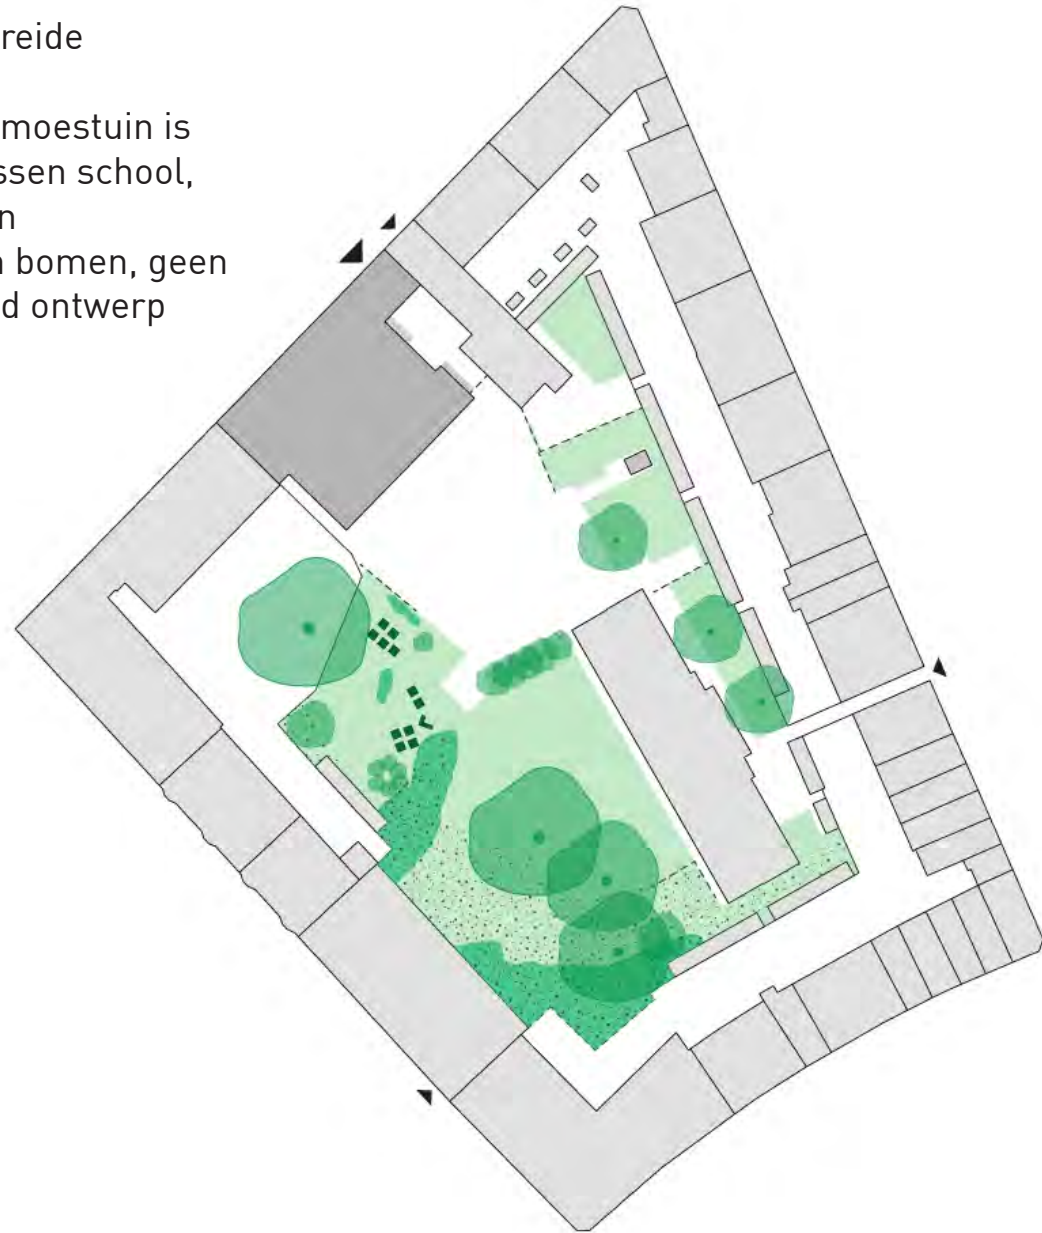 reide
moestuin is
ssen school,
n
n bomen, geen
d ontwerp